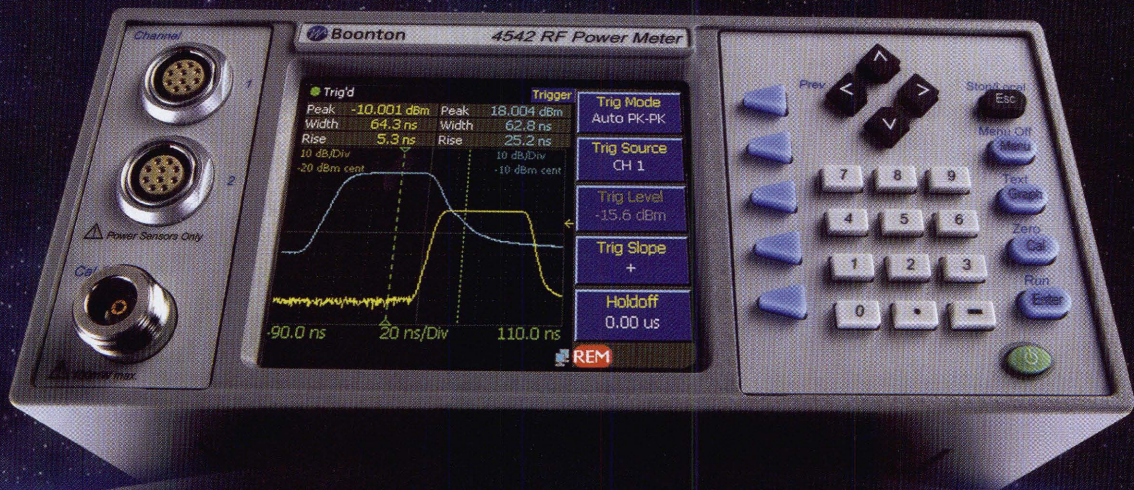 Channel
1
2
Power Sensors Only
Cal
Boonton
4542 RF Power Meter
Trig'd
Trigger
Peak -10.001 dBm Peak 18.004 dBm
Width 64.3 ns Width 62.8 ns
Rise 5.3 ns Rise 25.2 ns
10 dB/Div 10 dB/Div
-20 dBm cent -10 dBm cent
-90.0 ns 20 ns/Div 110.0 ns
REM
Trig Mode
Auto PK-PK
Trig Source
CH 1
Trig Level
-15.6 dBm
Trig Slope
+
Holdoff
0.00 us
Prev
Esc
Menu Off
Menu
Text
Graph
Zero
Cal
Run
Enter
7 8 9
4 5 6
1 2 3
0 . -